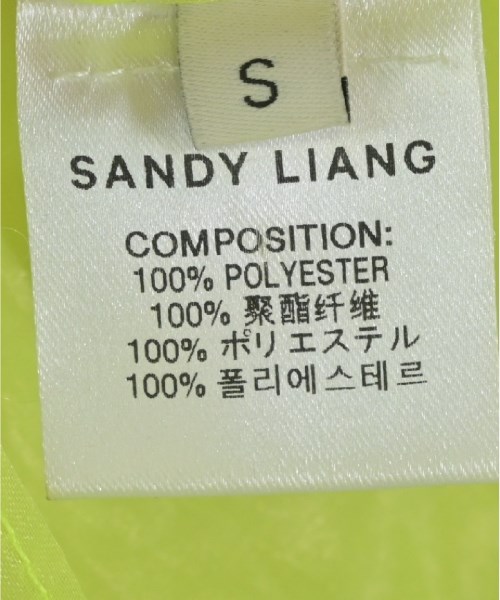 S
SANDY LIANG
COMPOSITION:
100% POLYESTER
100% 聚酯纤维
100% ポリエステル
100% 폴리에스테르